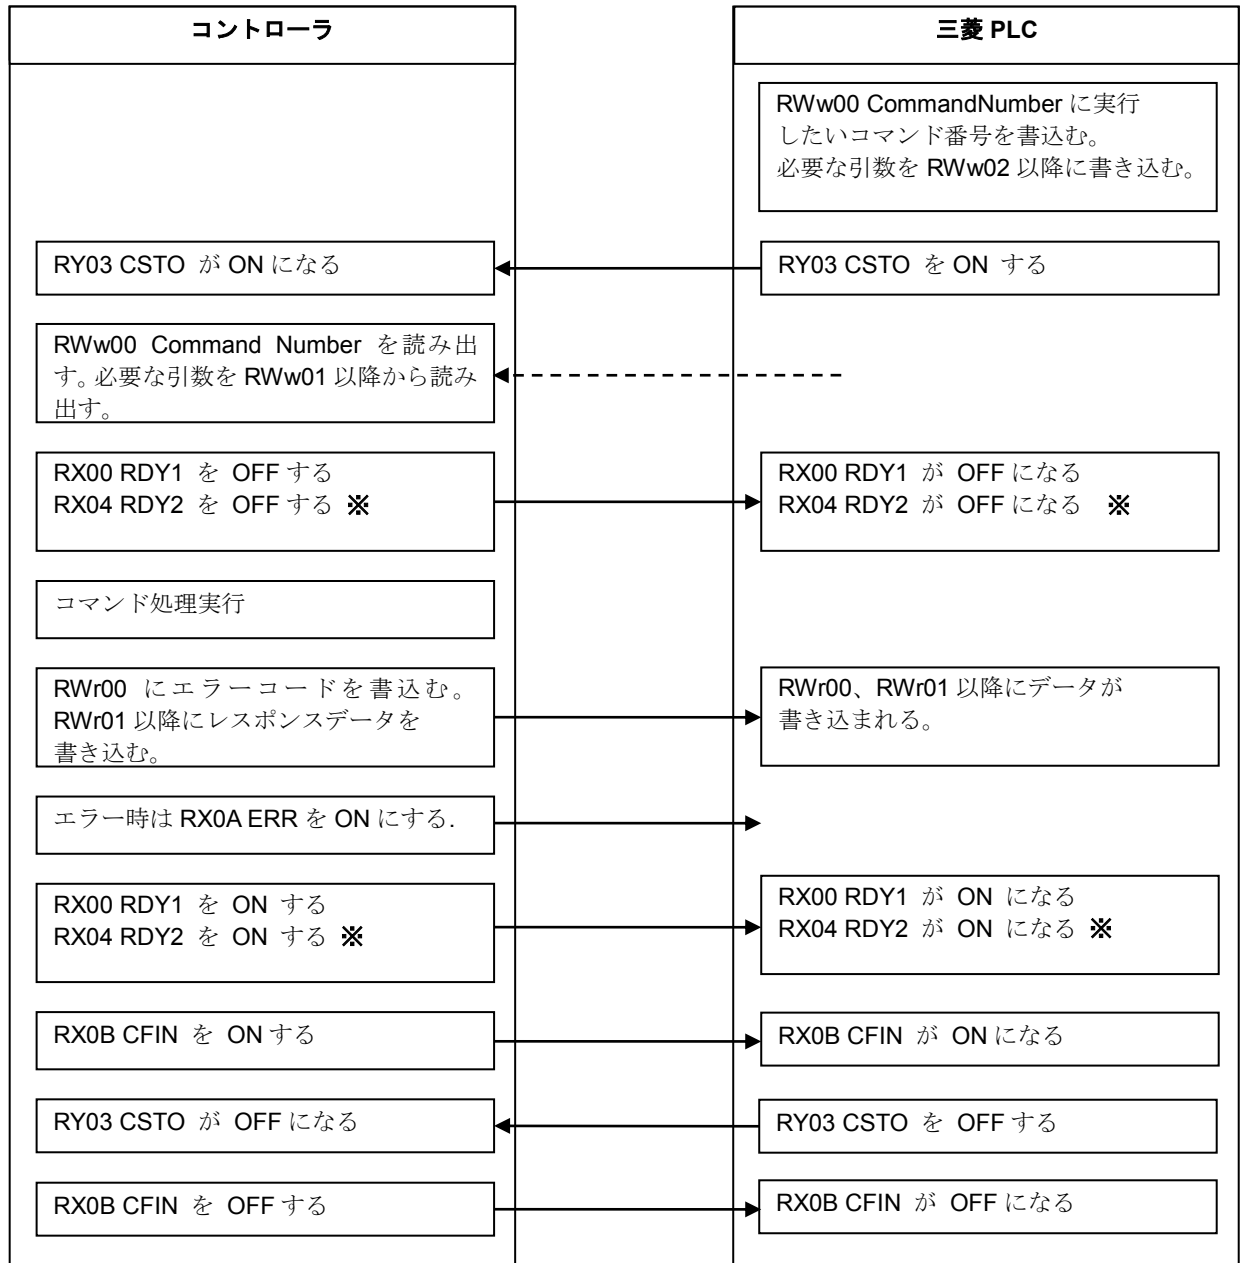 コントローラ
三菱 PLC
RWw00 CommandNumber に実行
したいコマンド番号を書込む。
必要な引数を RWw02 以降に書き込む。
RY03 CSTO が ON になる
RY03 CSTO を ON する
RWw00 Command Number を読み出
す。必要な引数を RWw01 以降から読み
出す。
RX00 RDY1 を OFF する
RX04 RDY2 を OFF する ※
RX00 RDY1 が OFF になる
RX04 RDY2 が OFF になる ※
コマンド処理実行
RWr00 にエラーコードを書込む。
RWr01 以降にレスポンスデータを
書き込む。
RWr00、RWr01 以降にデータが
書き込まれる。
エラー時は RX0A ERR を ON にする.
RX00 RDY1 を ON する
RX04 RDY2 を ON する ※
RX00 RDY1 が ON になる
RX04 RDY2 が ON になる ※
RX0B CFIN を ON する
RX0B CFIN が ON になる
RY03 CSTO が OFF になる
RY03 CSTO を OFF する
RX0B CFIN を OFF する
RX0B CFIN が OFF になる